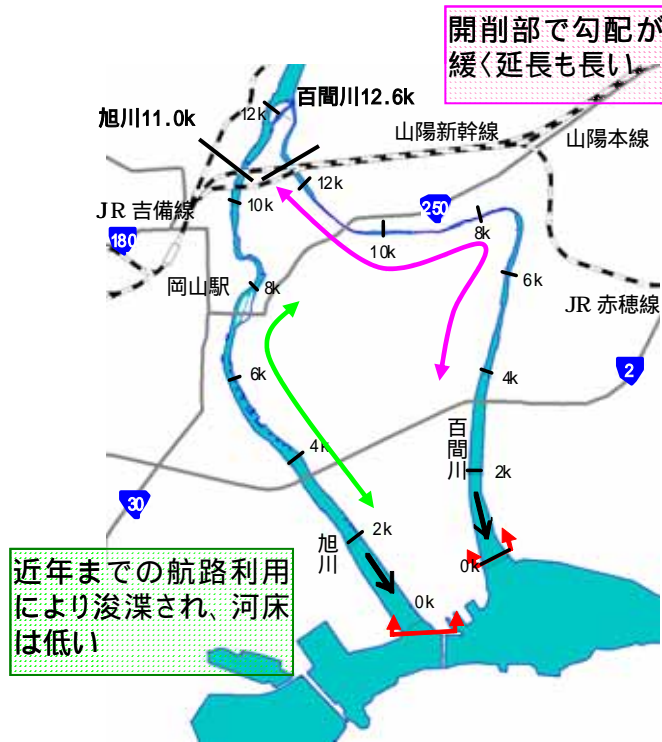 開削部で勾配が
緩く延長も長い
百間川12.6k
旭川11.0k
12k
山陽新幹線
山陽本線
12k
JR 吉備線
10k
250
180
10k
8k
岡山駅
8k
6k
JR 赤穂線
6k
4k
2
百間川
4k
2k
30
2k
旭川
0k
0k
近年までの航路利用
により浚渫され、河床
は低い